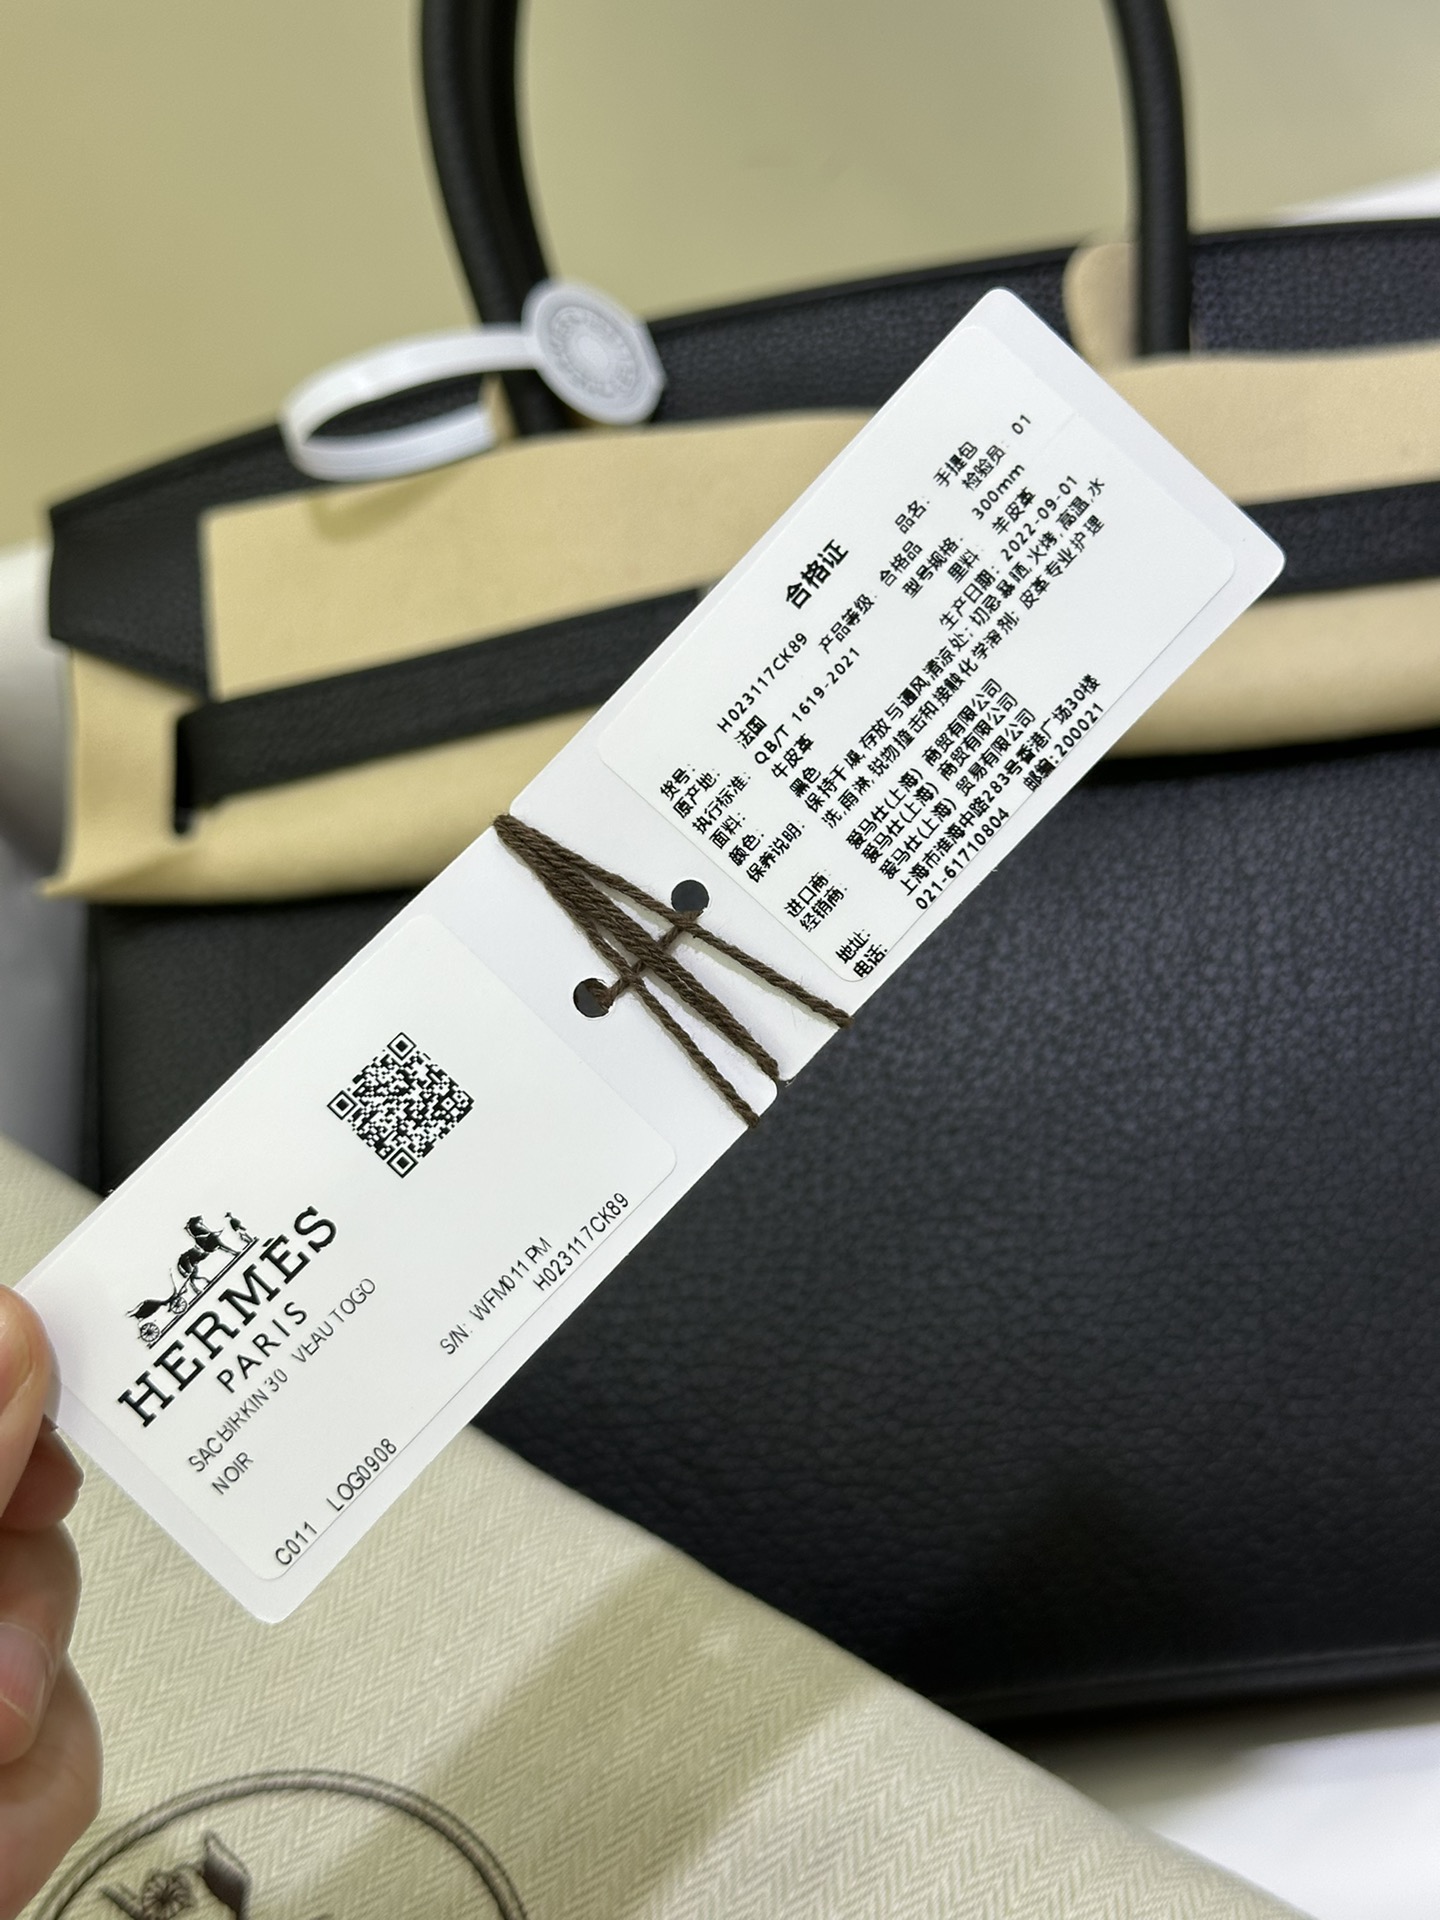 合格证
货号: H023117CK89 品名: 手提包
原产地: 法国 产品等级: 合格品 检验员: 01
执行标准: QB/T 1619-2021 型号规格: 300mm
面料: 牛皮革 里料: 羊皮革
颜色: 黑色 生产日期: 2022-09-01
保养说明: 保持干燥,存放与通风,清凉处; 切忌暴晒,火烤,高温,水
洗,雨淋,锐物撞击和接触化学溶剂; 皮革专业护理
进口商: 爱马仕(上海) 商贸有限公司
经销商: 爱马仕(上海) 商贸有限公司
爱马仕(上海) 贸易有限公司
地址: 上海市淮海中路283号香港广场30楼
电话: 021-61710804 邮编: 200021
HERMÈS
PARIS
SAC BIRKIN 30 VEAU TOGO
NOIR
S/N: WFM011PM
H023117CK89
C011 LOG0908